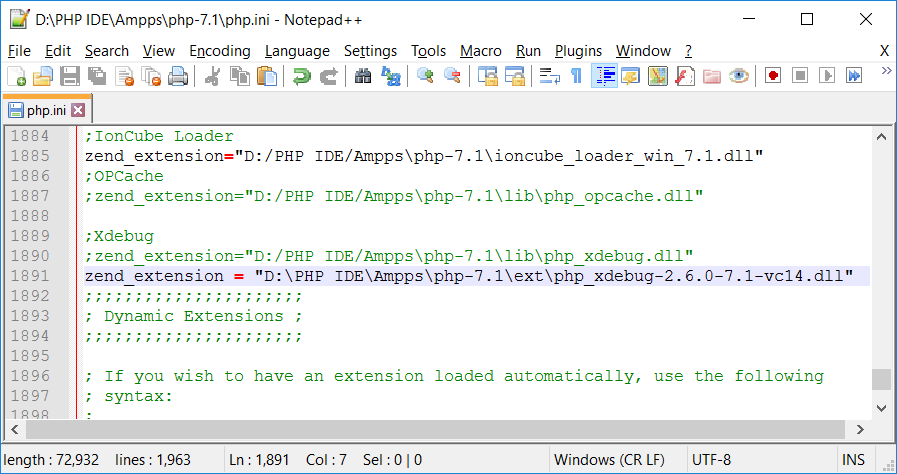 D:\PHP IDE\Ampps\php-7.1\php.ini - Notepad++
File Edit Search View Encoding Language Settings Tools Macro Run Plugins Window ? X
php.ini
1884 ;IonCube Loader
1885 zend_extension="D:/PHP IDE/Ampps\php-7.1\ioncube_loader_win_7.1.dll"
1886 ;OPCache
1887 ;zend_extension="D:/PHP IDE/Ampps\php-7.1\lib\php_opcache.dll"
1888
1889 ;Xdebug
1890 ;zend_extension="D:/PHP IDE/Ampps\php-7.1\lib\php_xdebug.dll"
1891 zend_extension = "D:\PHP IDE\Ampps\php-7.1\ext\php_xdebug-2.6.0-7.1-vc14.dll"
1892 ;;;;;;;;;;;;;;;;;;;;;;
1893 ; Dynamic Extensions ;
1894 ;;;;;;;;;;;;;;;;;;;;;;
1895
1896 ; If you wish to have an extension loaded automatically, use the following
1897 ; syntax:
1898 ;
length : 72,932 lines : 1,963 Ln : 1,891 Col : 7 Sel : 0 | 0 Windows (CR LF) UTF-8 INS